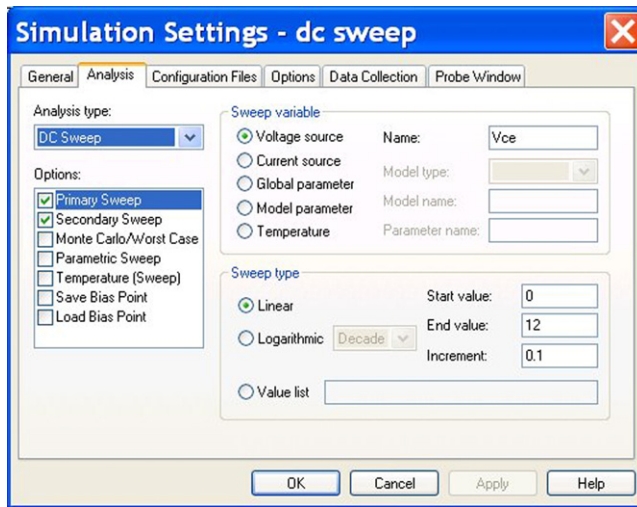 Simulation Settings - dc sweep
General Analysis Configuration Files Options Data Collection Probe Window
Analysis type:
DC Sweep
Options:
Primary Sweep
Secondary Sweep
Monte Carlo/Worst Case
Parametric Sweep
Temperature (Sweep)
Save Bias Point
Load Bias Point
Sweep variable
Voltage source
Current source
Global parameter
Model parameter
Temperature
Name: Vce
Model type:
Model name:
Parameter name:
Sweep type
Linear
Logarithmic Decade
Start value: 0
End value: 12
Increment: 0.1
Value list
OK Cancel Apply Help